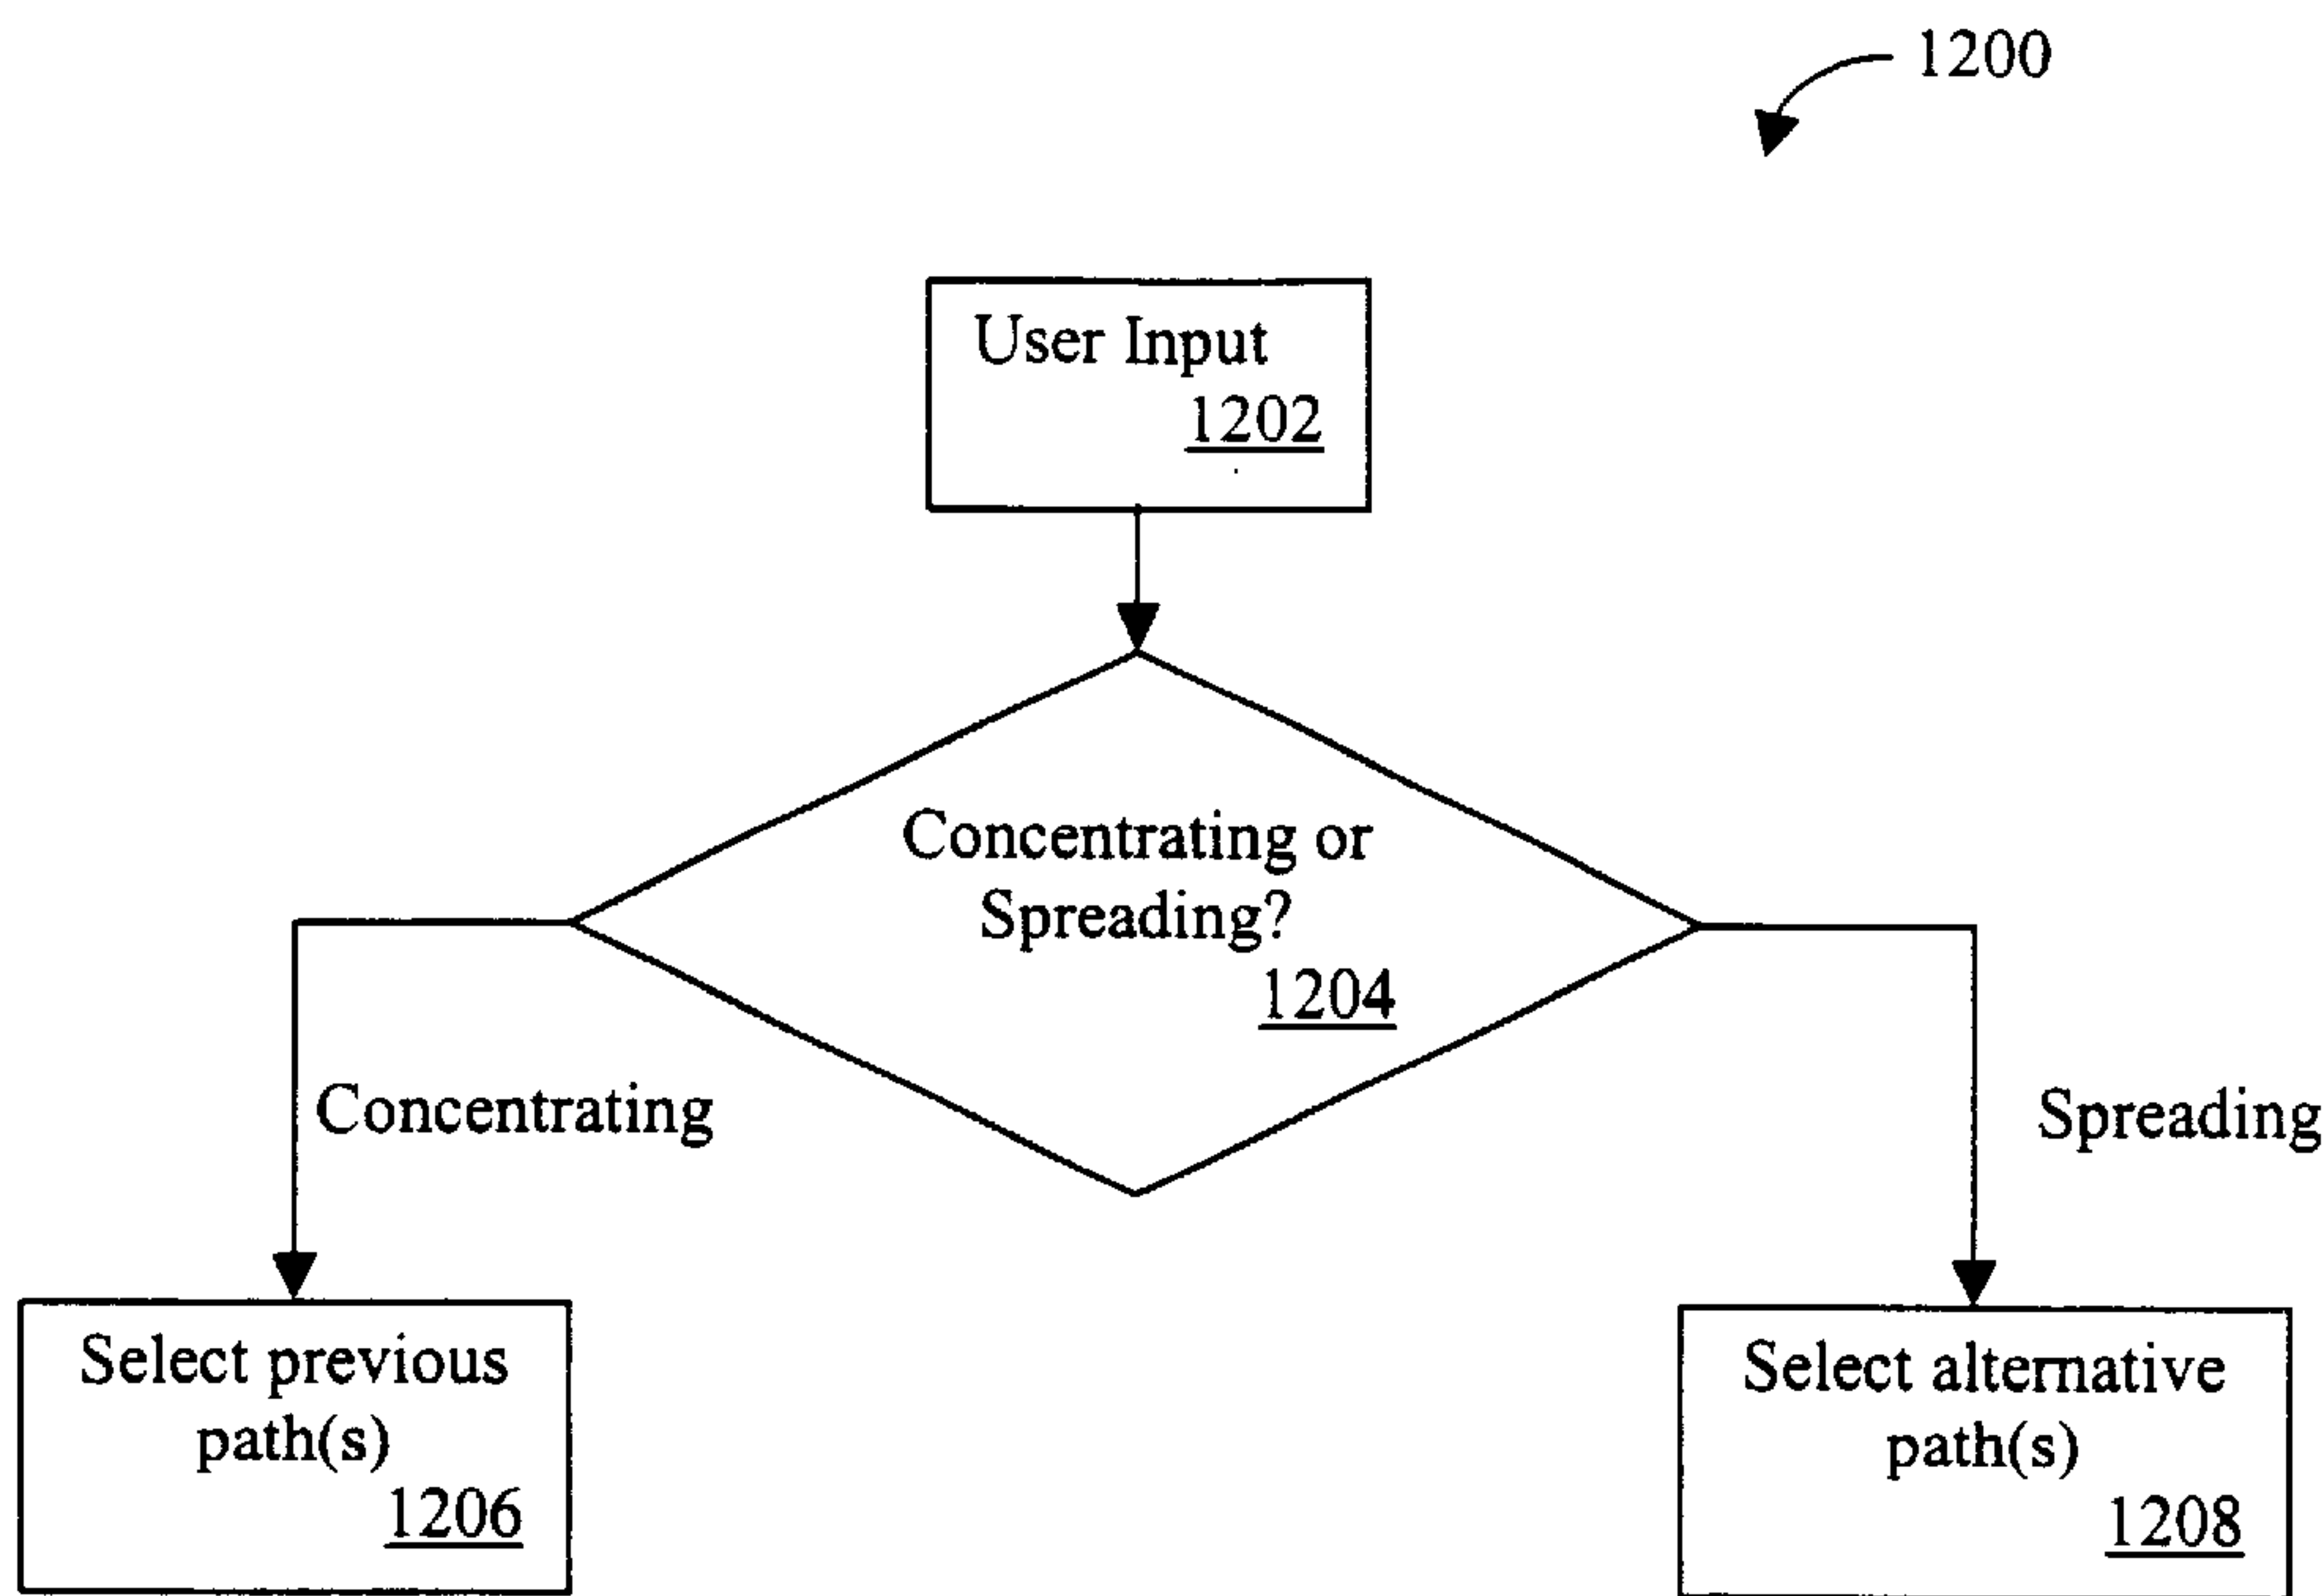 1200
User Input
1202
Concentrating or
Spreading?
1204
Concentrating
Spreading
Select previous
path(s)
1206
Select alternative
path(s)
1208